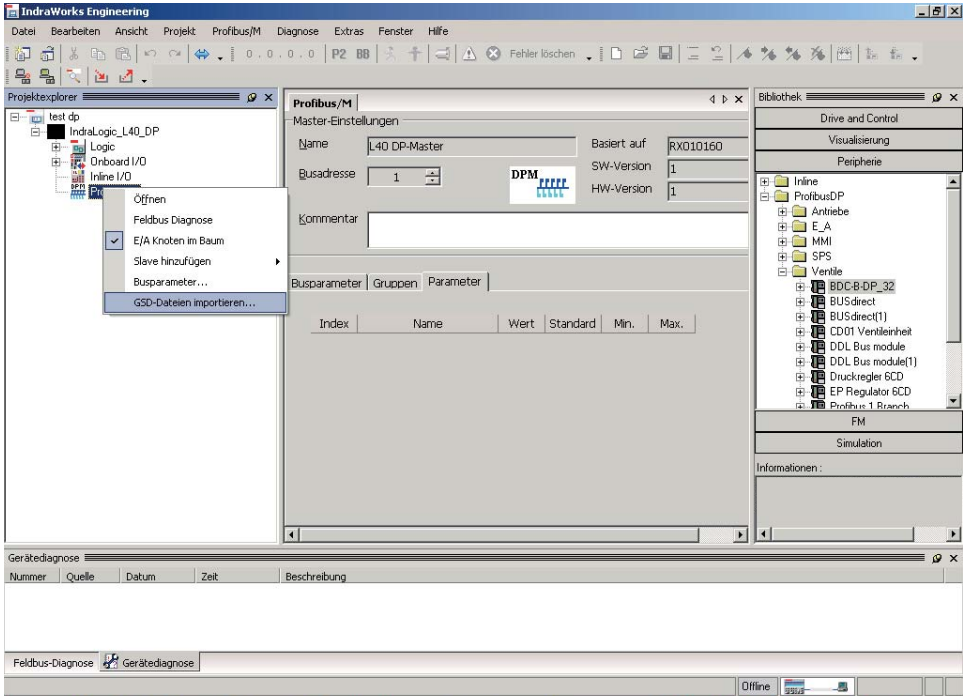 IndraWorks Engineering
Datei Bearbeiten Ansicht Projekt Profibus/M Diagnose Extras Fenster Hilfe
0 . 0 . 0 . 0 P2 BB Fehler löschen
Projektexplorer
test dp
IndraLogic_L40_DP
Logic
Onboard I/O
Inline I/O
Öffnen
Feldbus Diagnose
E/A Knoten im Baum
Slave hinzufügen
Busparameter...
GSD-Dateien importieren...
Profibus/M
Master-Einstellungen
Name L40 DP-Master Basiert auf RX010160
Busadresse 1 DPM SW-Version 1
HW-Version 1
Kommentar
Busparameter Gruppen Parameter
Index Name Wert Standard Min. Max.
Bibliothek
Drive and Control
Visualisierung
Peripherie
Inline
ProfibusDP
Antriebe
E_A
MMI
SPS
Ventile
BDC-B-DP_32
BUSdirect
BUSdirect(1)
CD01 Ventileinheit
DDL Bus module
DDL Bus module(1)
Druckregler 6CD
EP Regulator 6CD
Profibus 1 Branch
FM
Simulation
Informationen :
Gerätediagnose
Nummer Quelle Datum Zeit Beschreibung
Feldbus-Diagnose Gerätediagnose
Offline